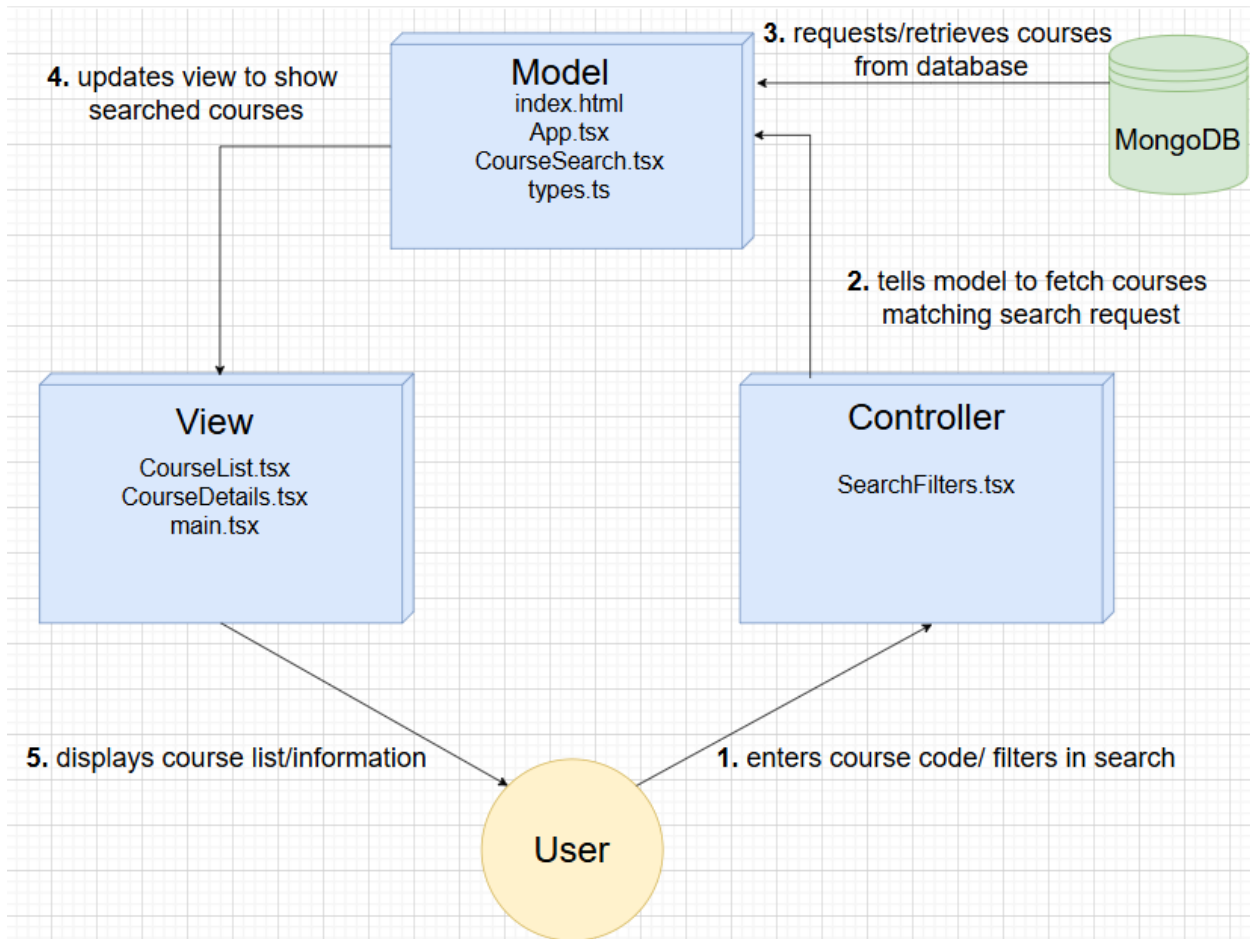 3. requests/retrieves courses
from database
4. updates view to show
searched courses
Model
index.html
App.tsx
CourseSearch.tsx
types.ts
MongoDB
2. tells model to fetch courses
matching search request
View
CourseList.tsx
CourseDetails.tsx
main.tsx
Controller
SearchFilters.tsx
5. displays course list/information
1. enters course code/ filters in search
User